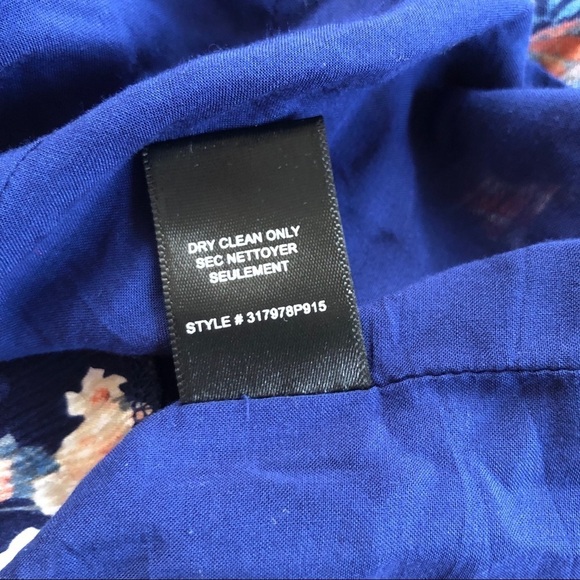 DRY CLEAN ONLY
SEC NETTOYER
SEULEMENT
STYLE # 317978P915